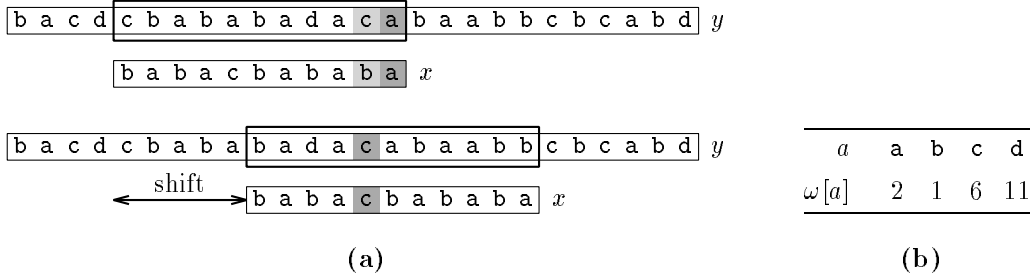 b a c d c b a b a b a d a c a b a a b b c b c a b d y
b a b a c b a b a b a x
b a c d c b a b a b a d a c a b a a b b c b c a b d y
shift
b a b a c b a b a b a x
(a)
a a b c d
ω[a] 2 1 6 11
(b)